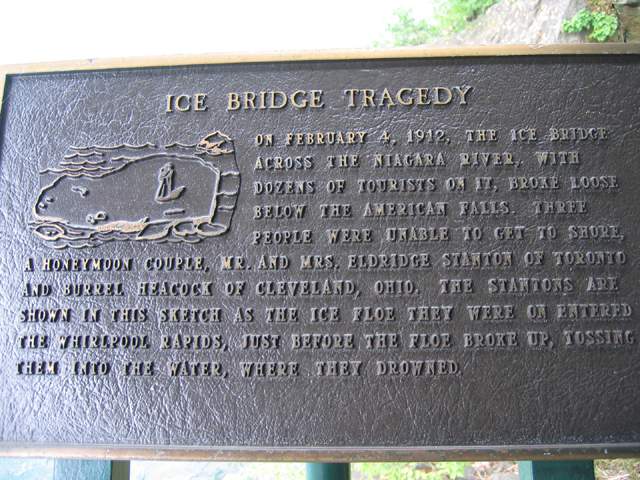 ICE BRIDGE TRAGEDY
ON FEBRUARY 4, 1912, THE ICE BRIDGE
ACROSS THE NIAGARA RIVER, WITH
DOZENS OF TOURISTS ON IT, BROKE LOOSE
BELOW THE AMERICAN FALLS. THREE
PEOPLE WERE UNABLE TO GET TO SHORE,
A HONEYMOON COUPLE, MR. AND MRS. ELDRIDGE STANTON OF TORONTO
AND BURREL HEACOCK OF CLEVELAND, OHIO. THE STANTONS ARE
SHOWN IN THIS SKETCH AS THE ICE FLOE THEY WERE ON ENTERED
THE WHIRLPOOL RAPIDS, JUST BEFORE THE FLOE BROKE UP, TOSSING
THEM INTO THE WATER, WHERE THEY DROWNED.